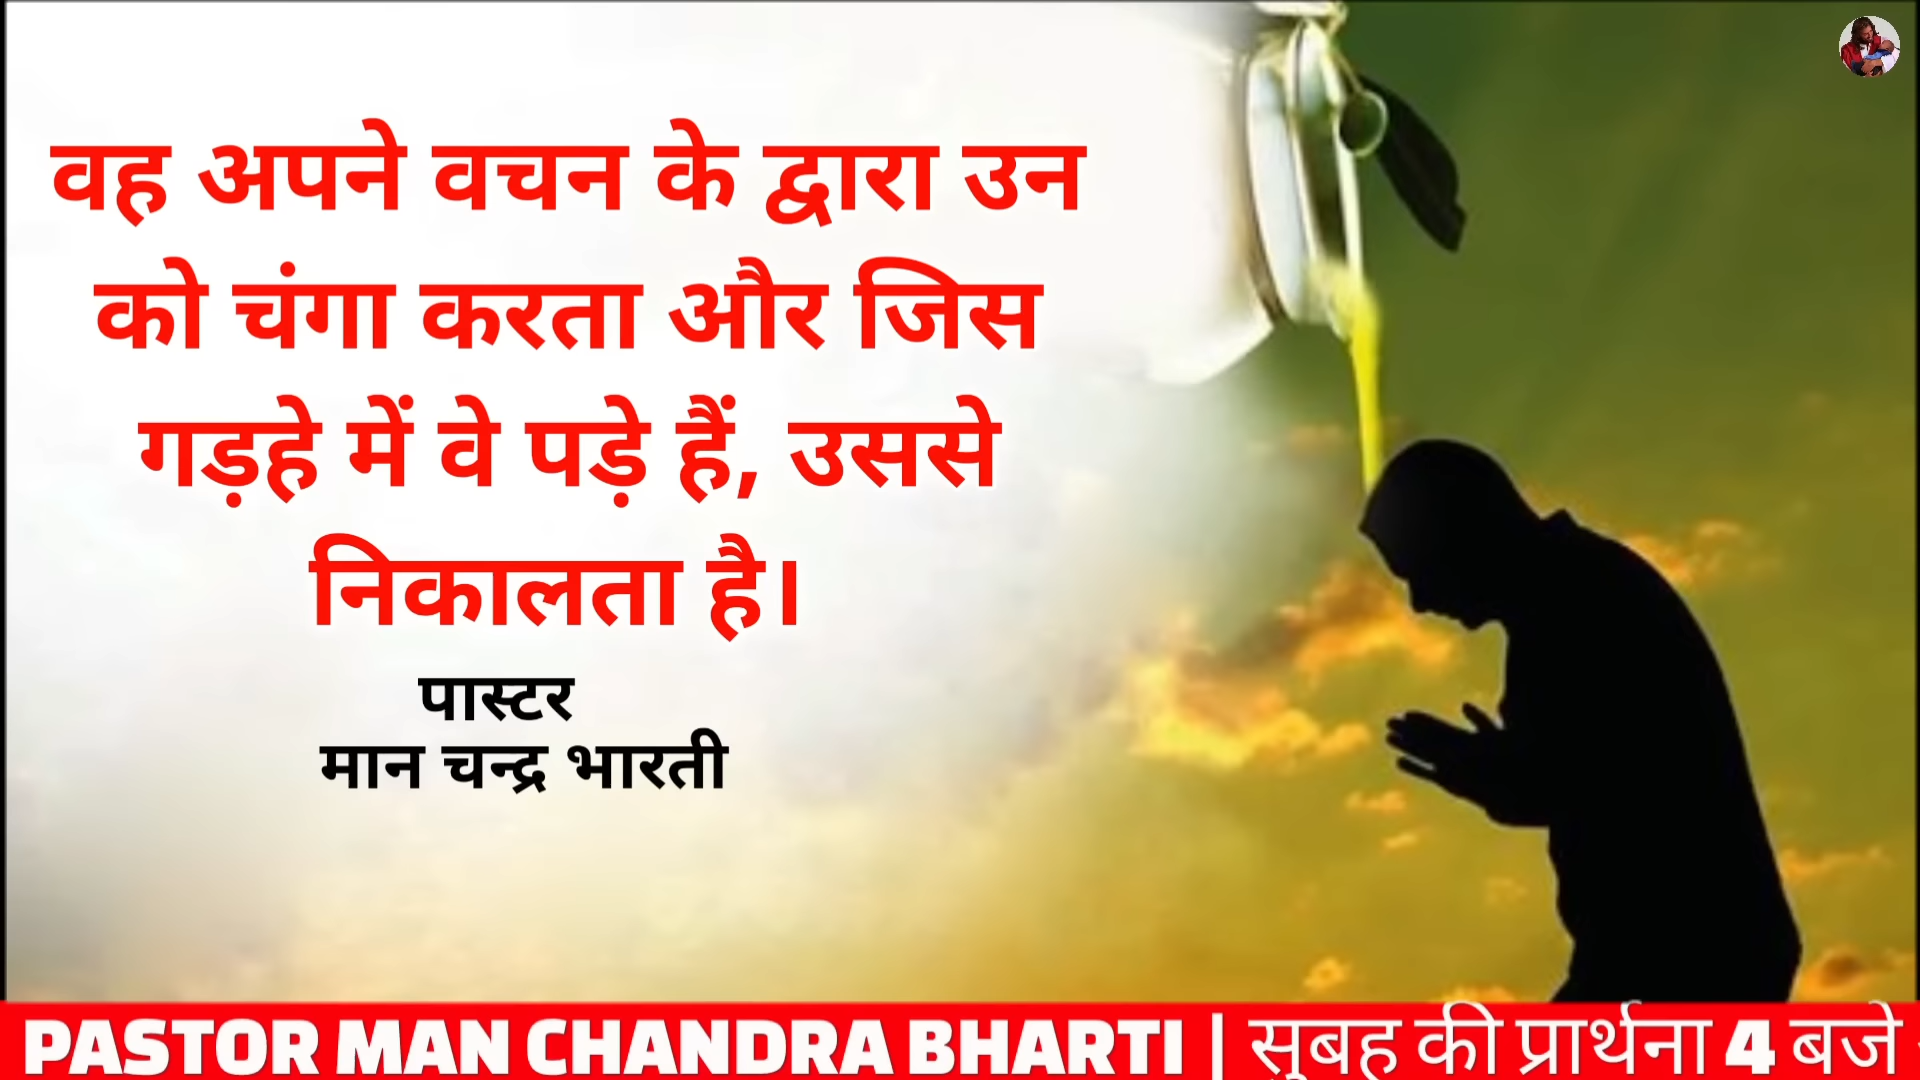 वह अपने वचन के द्वारा उन
को चंगा करता और जिस
गड़हे में वे पड़े हैं, उससे
निकालता है।
पास्टर
मान चन्द्र भारती
PASTOR MAN CHANDRA BHARTI | सुबह की प्रार्थना 4 बजे